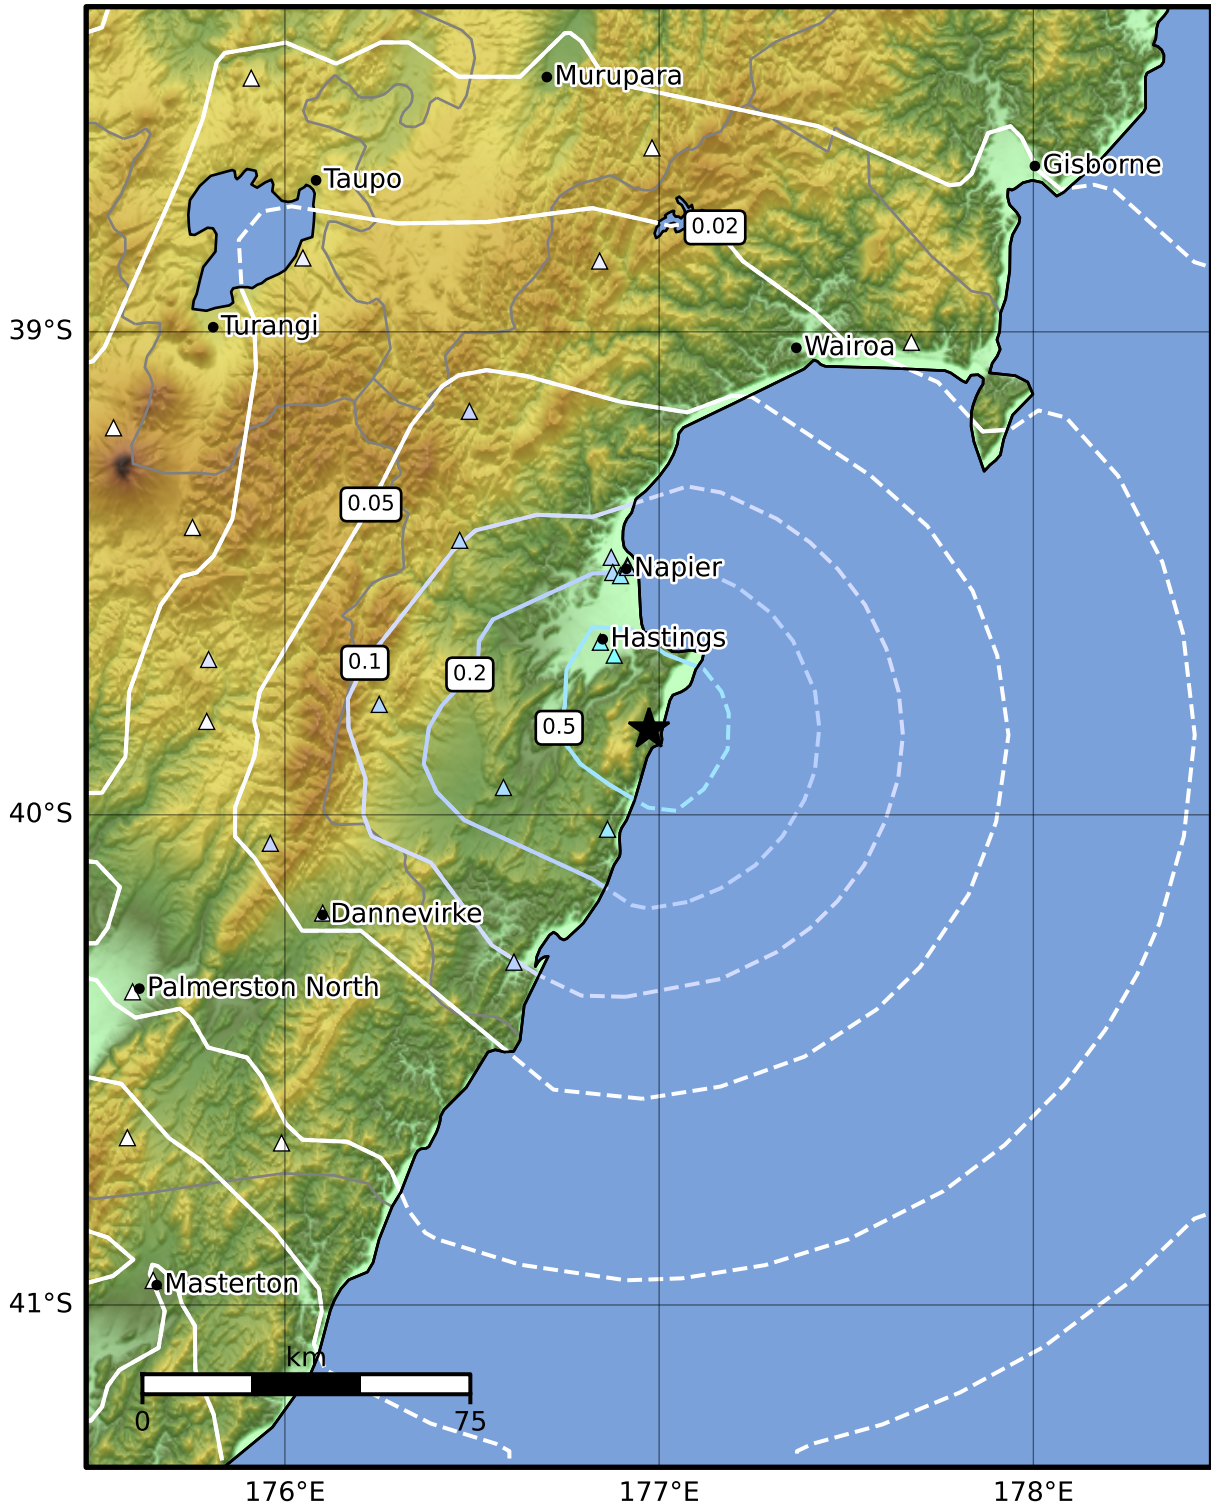 Murupara
Gisborne
Taupo
0.02
Turangi
39°S
Wairoa
0.05
Napier
Hastings
0.1
0.2
0.5
40°S
Dannevirke
Palmerston North
Masterton
41°S
km
0
75
176°E
177°E
178°E